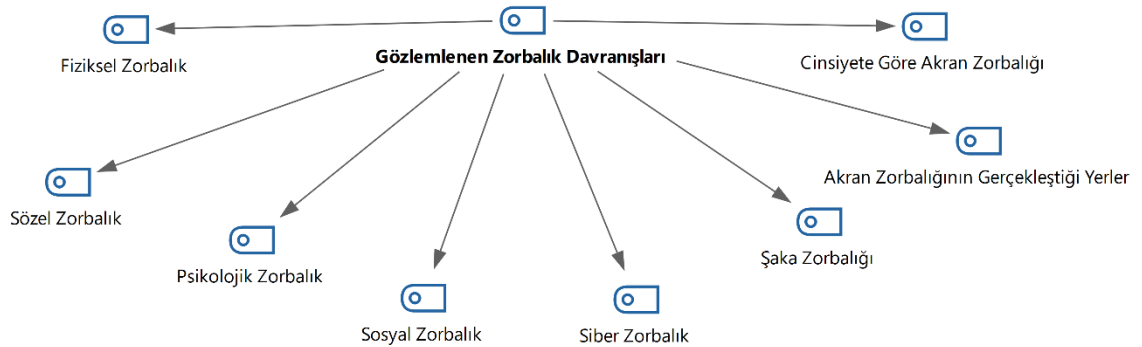 Gözlemlenen Zorbalık Davranışları
Fiziksel Zorbalık
Cinsiyete Göre Akran Zorbalığı
Sözel Zorbalık
Akran Zorbalığının Gerçekleştiği Yerler
Psikolojik Zorbalık
Şaka Zorbalığı
Sosyal Zorbalık
Siber Zorbalık